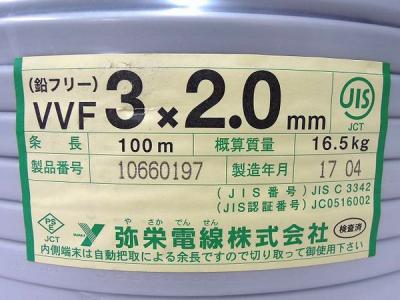 (鉛フリー)
VVF 3×2.0mm
JIS
JCT
条長 100m 概算質量 16.5kg
製品番号 10660197 製造年月 17 04
(JIS番号) JIS C 3342
(JIS認証番号) JC0516002
PS
E
JCT
やさかでんせん
弥栄電線株式会社
検査済
内側端末は自動把取による余長ですので切り取って御使用下さい。